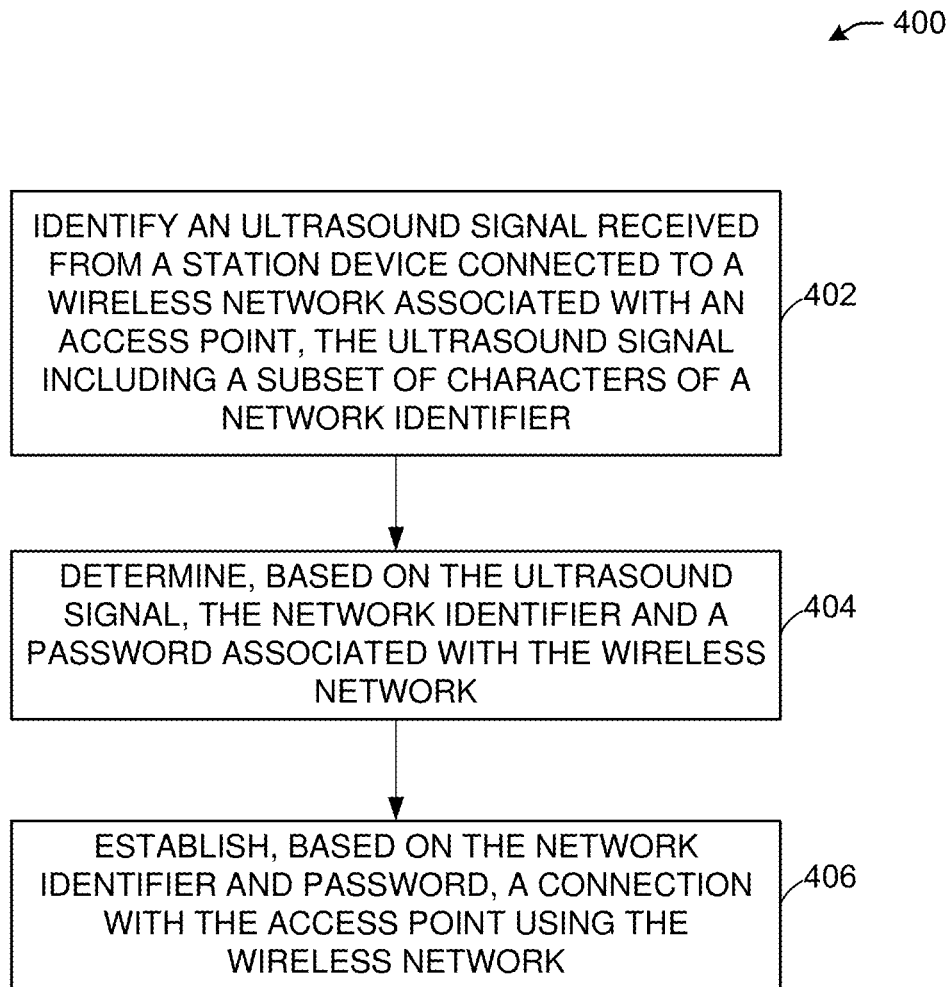 400
IDENTIFY AN ULTRASOUND SIGNAL RECEIVED
FROM A STATION DEVICE CONNECTED TO A
WIRELESS NETWORK ASSOCIATED WITH AN
ACCESS POINT, THE ULTRASOUND SIGNAL
INCLUDING A SUBSET OF CHARACTERS OF A
NETWORK IDENTIFIER
402
DETERMINE, BASED ON THE ULTRASOUND
SIGNAL, THE NETWORK IDENTIFIER AND A
PASSWORD ASSOCIATED WITH THE WIRELESS
NETWORK
404
ESTABLISH, BASED ON THE NETWORK
IDENTIFIER AND PASSWORD, A CONNECTION
WITH THE ACCESS POINT USING THE
WIRELESS NETWORK
406